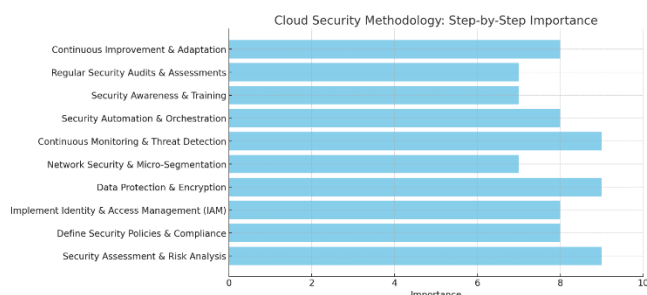 Cloud Security Methodology: Step-by-Step Importance
Continuous Improvement & Adaptation
Regular Security Audits & Assessments
Security Awareness & Training
Security Automation & Orchestration
Continuous Monitoring & Threat Detection
Network Security & Micro-Segmentation
Data Protection & Encryption
Implement Identity & Access Management (IAM)
Define Security Policies & Compliance
Security Assessment & Risk Analysis
0 2 4 6 8 10
Importance